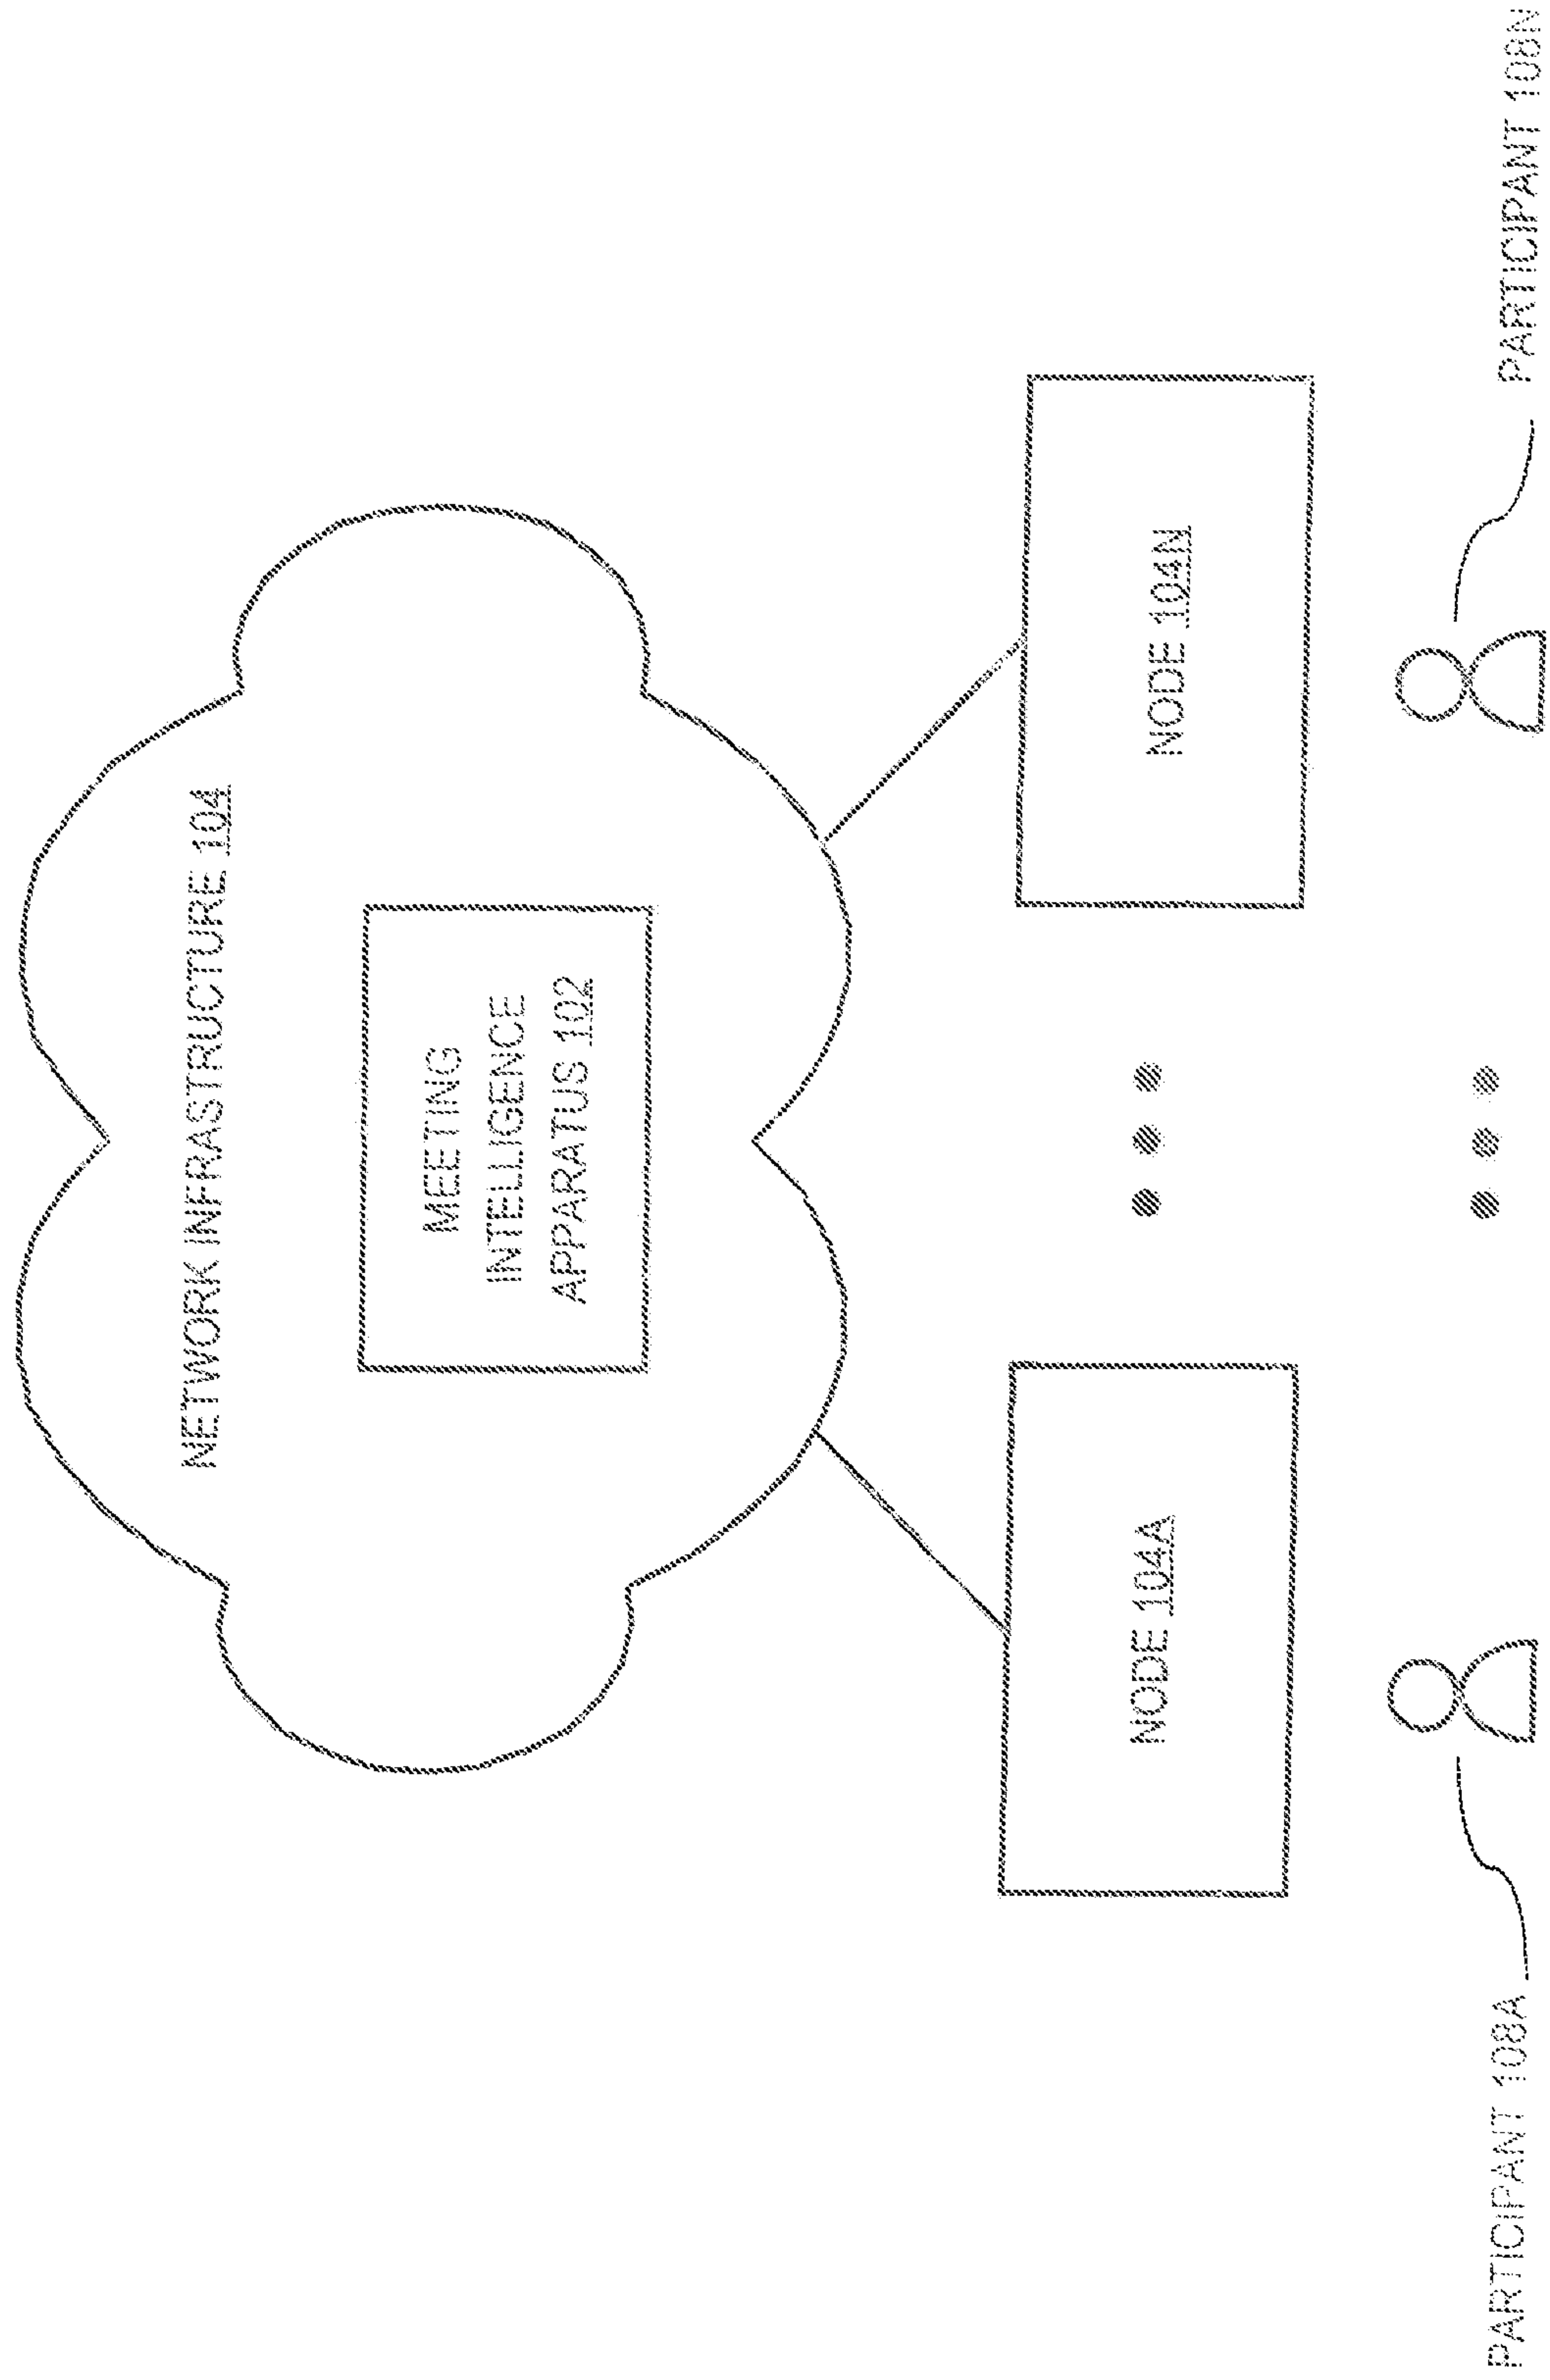 NETWORK INFRASTRUCTURE 104
MEETING
INTELLIGENCE
APPARATUS 102
NODE 104A
NODE 104N
PARTICIPANT 108A
PARTICIPANT 108N